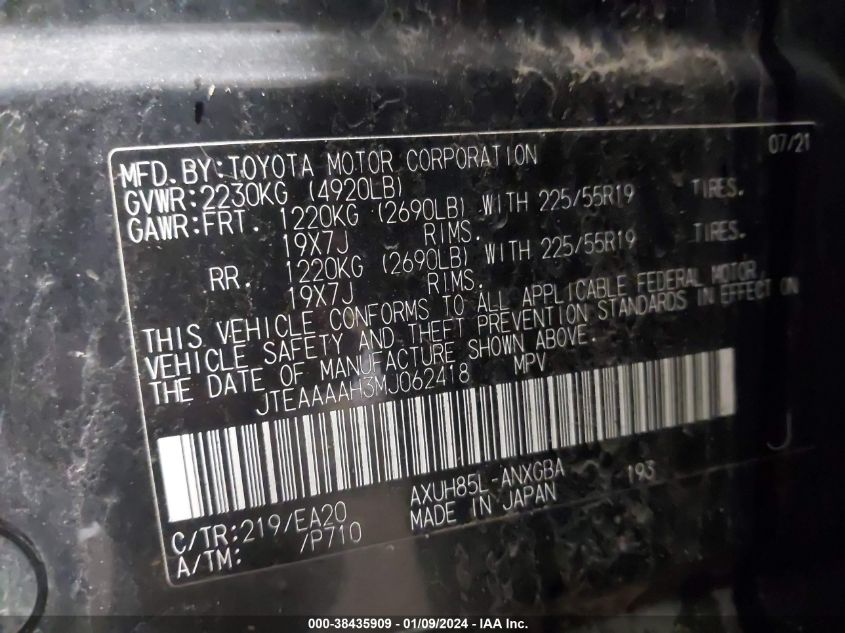 07/21
MFD. BY: TOYOTA MOTOR CORPORATION
GVWR: 2230KG (4920LB)
GAWR: FRT. 1220KG (2690LB) WITH 225/55R19 TIRES.
19X7J RIMS.
RR. 1220KG (2690LB) WITH 225/55R19 TIRES.
19X7J RIMS.
THIS VEHICLE CONFORMS TO ALL APPLICABLE FEDERAL MOTOR
VEHICLE SAFETY AND THEFT PREVENTION STANDARDS IN EFFECT ON
THE DATE OF MANUFACTURE SHOWN ABOVE.
JTEAAAAH3MJ062418 MPV
J
AXUH85L-ANXGBA 193
C/TR: 219/EA20 MADE IN JAPAN
A/TM: /P710
000-38435909 - 01/09/2024 - IAA Inc.